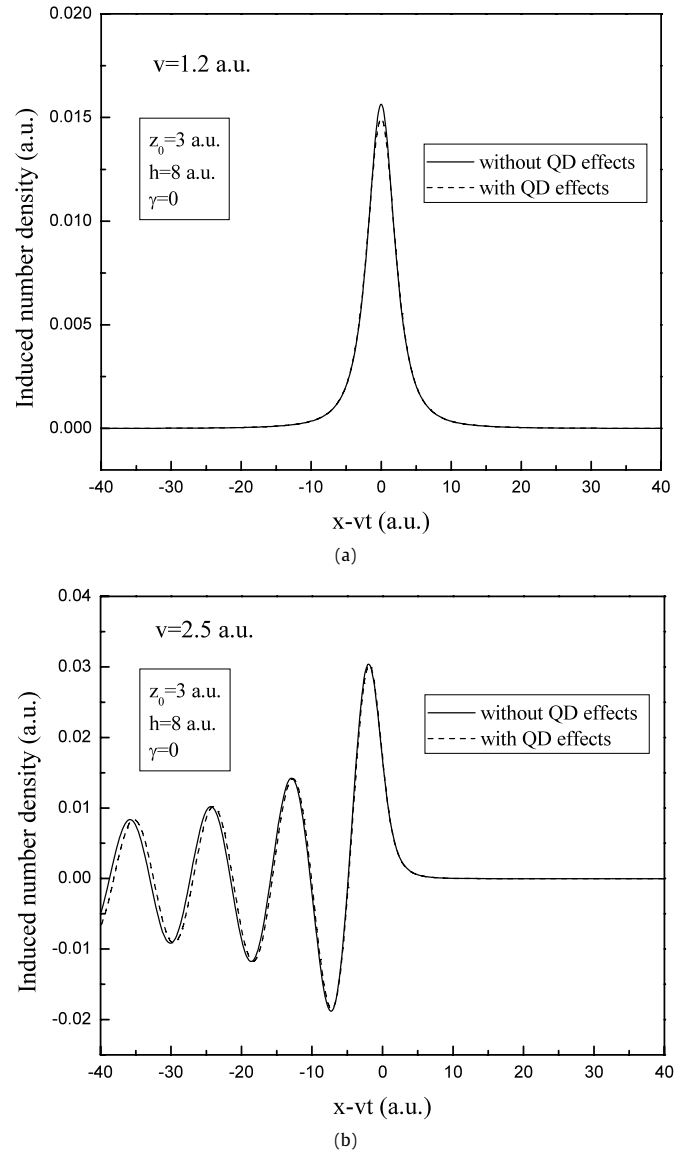 0.020
v=1.2 a.u.
0.015
z₀=3 a.u.
h=8 a.u.
γ=0
without QD effects
with QD effects
Induced number density (a.u.)
0.010
0.005
0.000
-40 -30 -20 -10 0 10 20 30 40
x-vt (a.u.)
(a)
0.04
v=2.5 a.u.
0.03
z₀=3 a.u.
h=8 a.u.
γ=0
without QD effects
with QD effects
Induced number density (a.u.)
0.02
0.01
0.00
-0.01
-0.02
-40 -30 -20 -10 0 10 20 30 40
x-vt (a.u.)
(b)